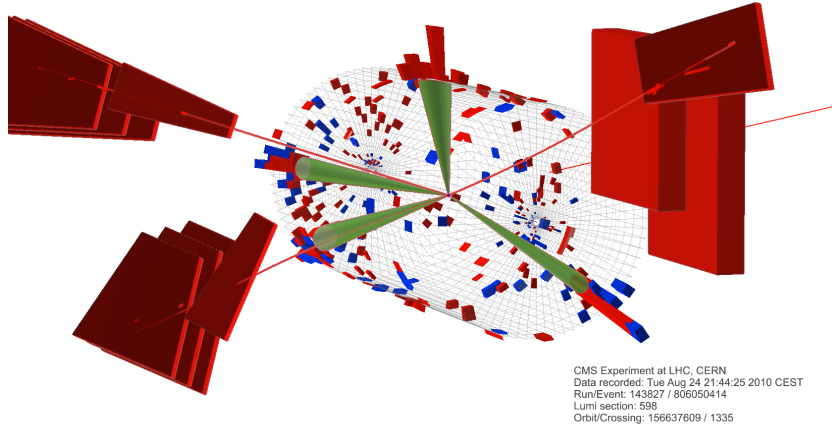 CMS Experiment at LHC, CERN
Data recorded: Tue Aug 24 21:44:25 2010 CEST
Run/Event: 143827 / 806050414
Lumi section: 598
Orbit/Crossing: 156637609 / 1335